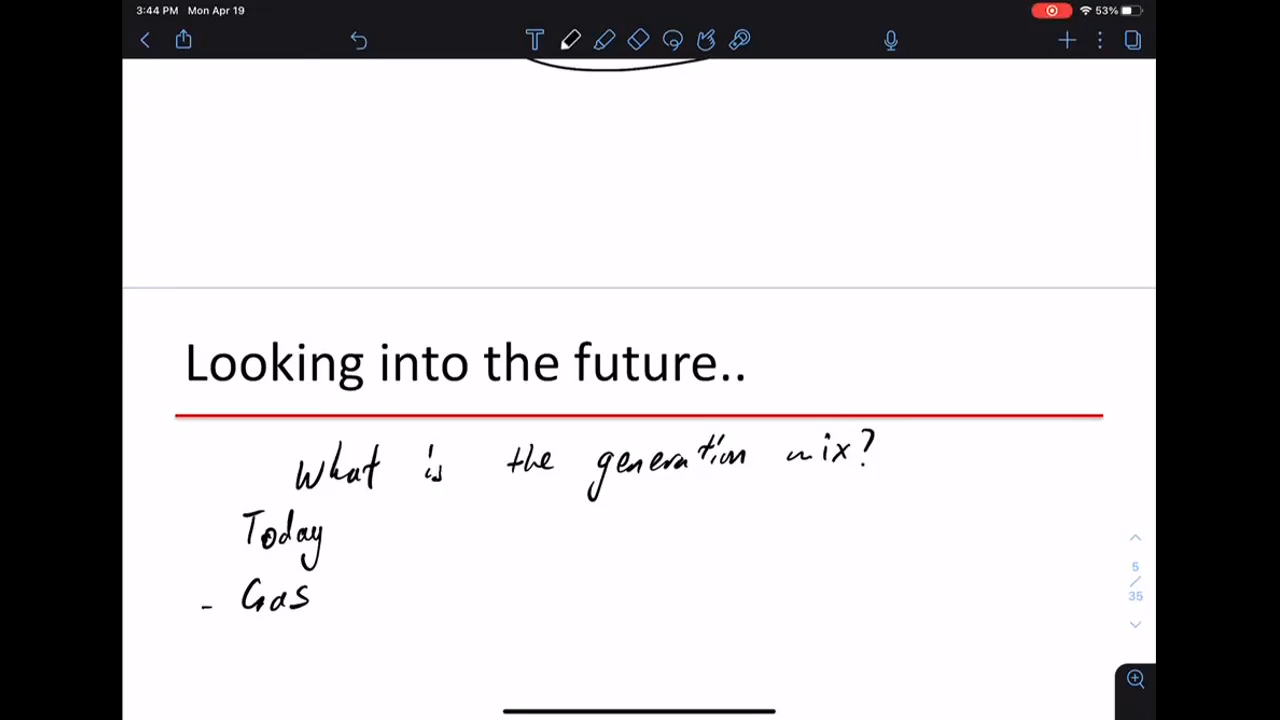 3:44 PM Mon Apr 19
53%
T
Looking into the future..
What is the generation mix?
Today
- Gas
5
/
35